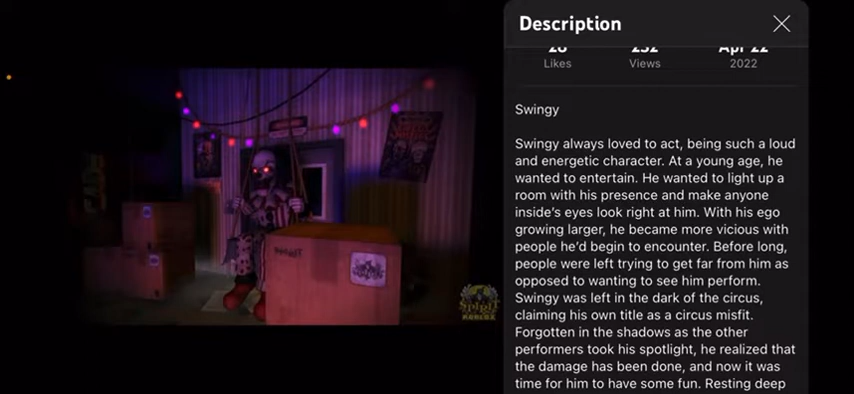 Description
28 232 Apr 22
Likes Views 2022
Swingy
Swingy always loved to act, being such a loud
and energetic character. At a young age, he
wanted to entertain. He wanted to light up a
room with his presence and make anyone
inside's eyes look right at him. With his ego
growing larger, he became more vicious with
people he'd begin to encounter. Before long,
people were left trying to get far from him as
opposed to wanting to see him perform.
Swingy was left in the dark of the circus,
claiming his own title as a circus misfit.
Forgotten in the shadows as the other
performers took his spotlight, he realized that
the damage has been done, and now it was
time for him to have some fun. Resting deep